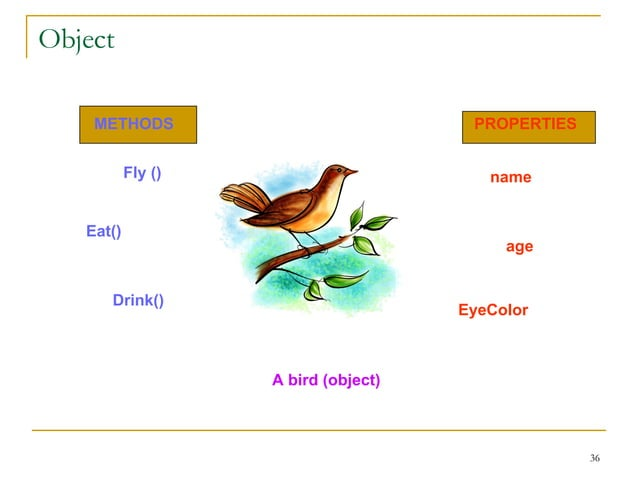 Object
METHODS
PROPERTIES
Fly ()
name
Eat()
age
Drink()
EyeColor
A bird (object)
36